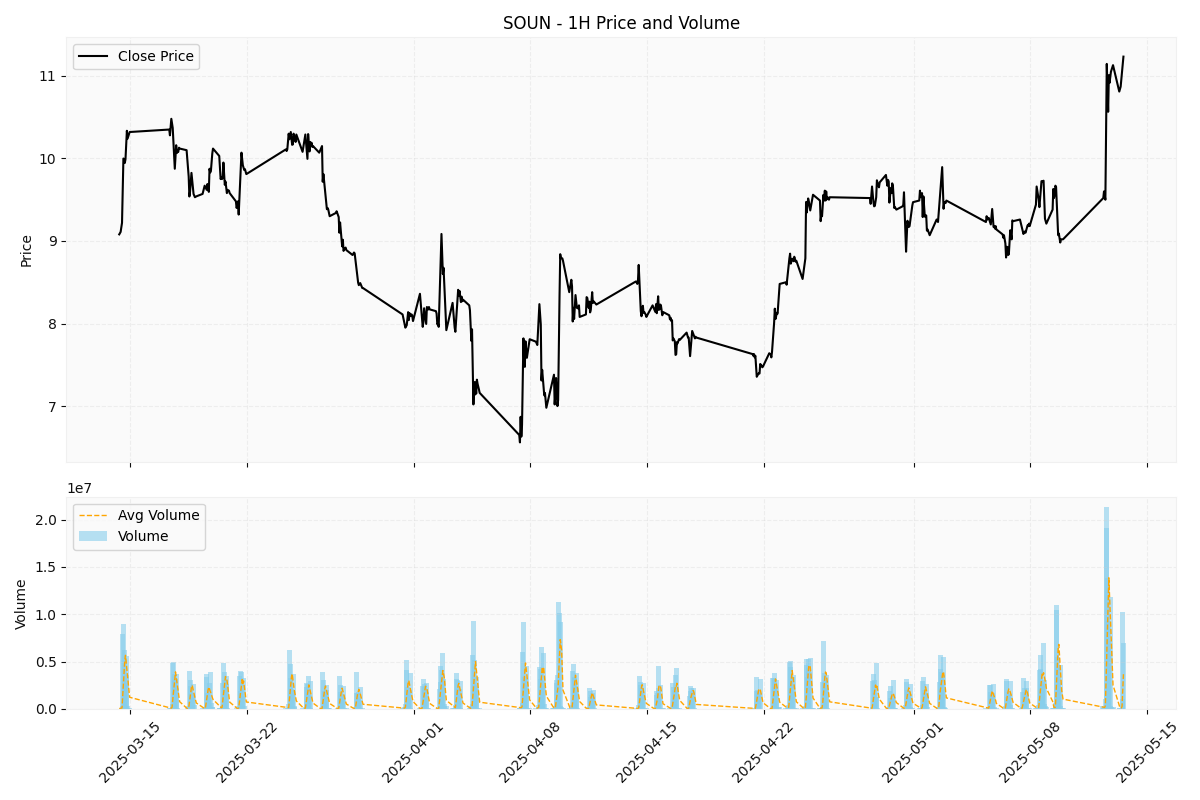 SOUN - 1H Price and Volume
Close Price
11
10
9
8
7
Price
1e7
Avg Volume
Volume
2.0
1.5
1.0
0.5
0.0
Volume
2025-03-15
2025-03-22
2025-04-01
2025-04-08
2025-04-15
2025-04-22
2025-05-01
2025-05-08
2025-05-15